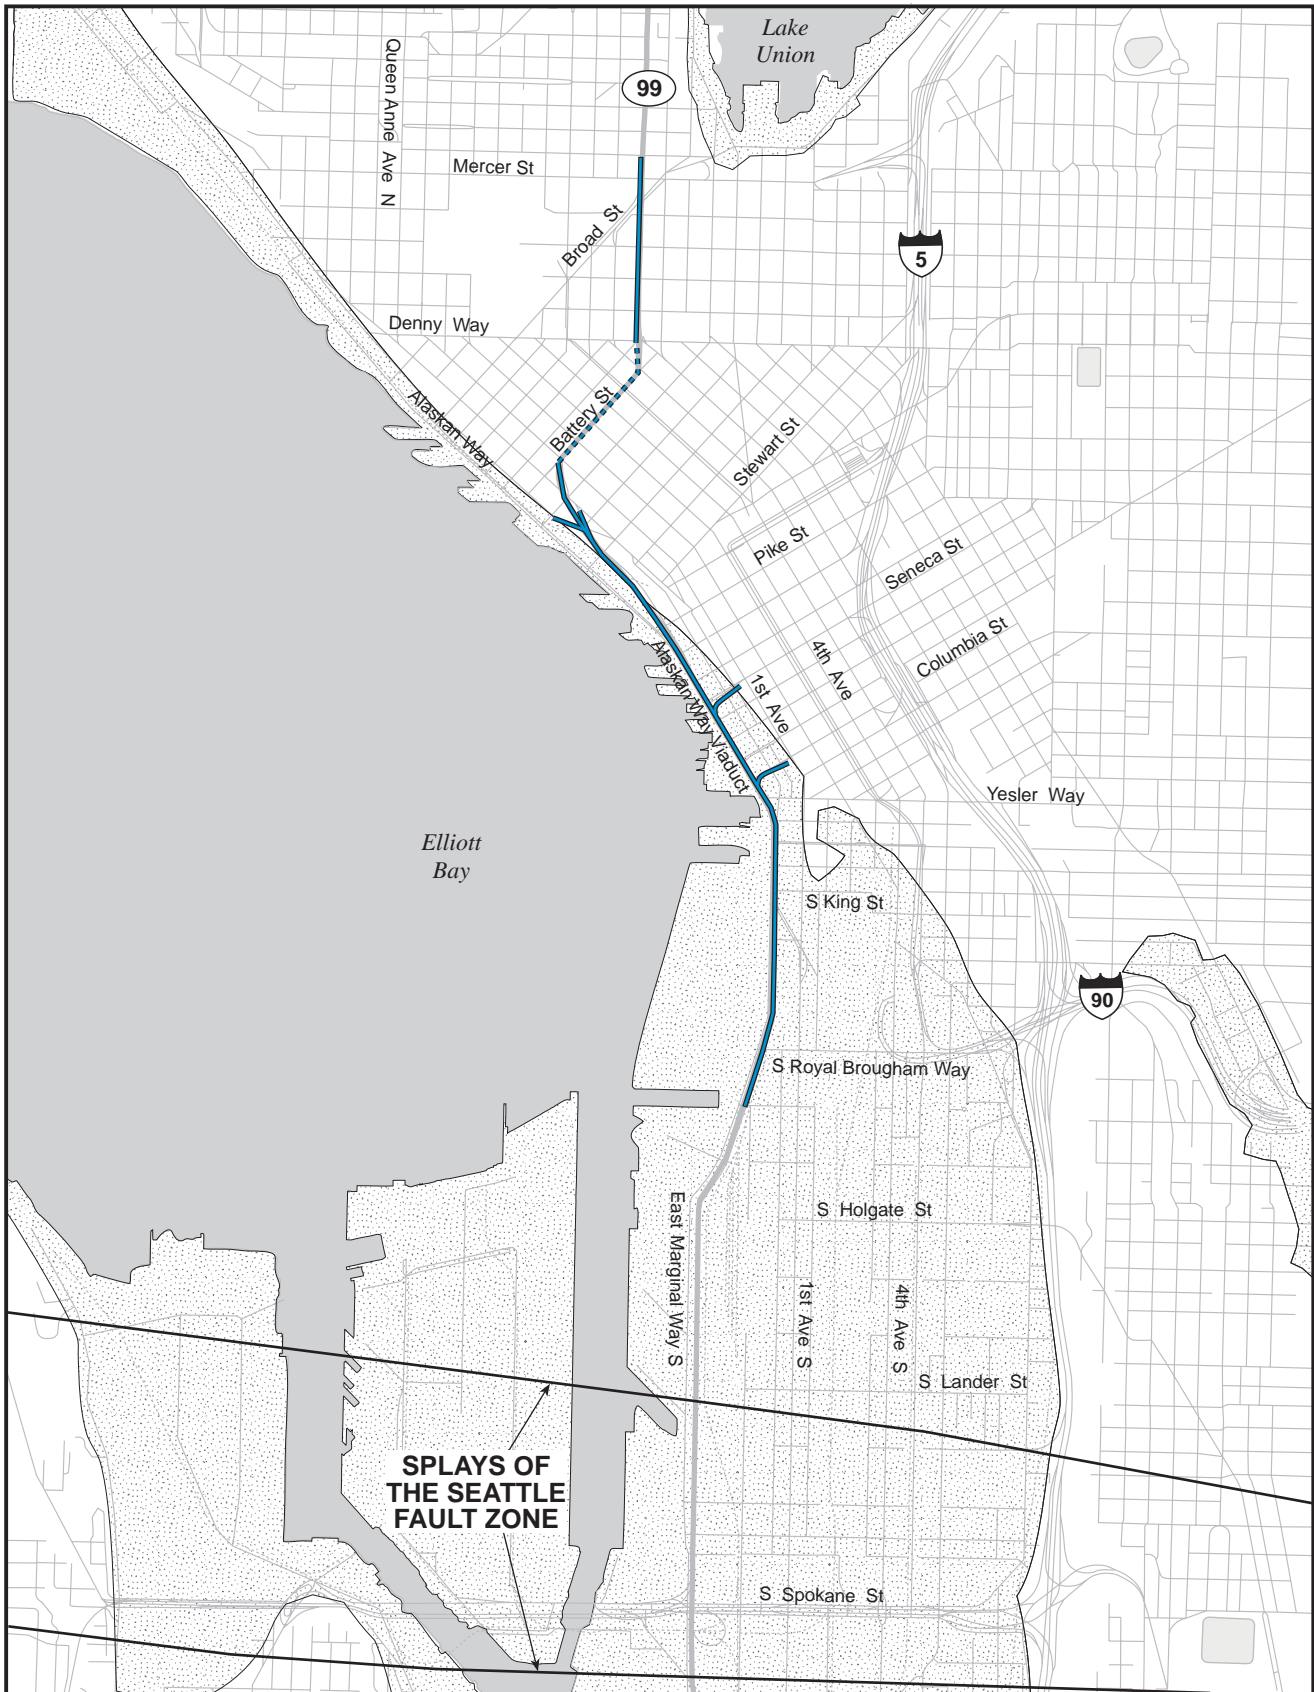 Lake
Union
Queen Anne Ave N
99
Mercer St
Broad St
5
Denny Way
Alaskan Way
Battery St
Stewart St
Pike St
Seneca St
Columbia St
4th Ave
1st Ave
Alaskan Way Viaduct
Yesler Way
Elliott
Bay
S King St
90
S Royal Brougham Way
East Marginal Way S
S Holgate St
1st Ave S
4th Ave S
S Lander St
SPLAYS OF
THE SEATTLE
FAULT ZONE
S Spokane St